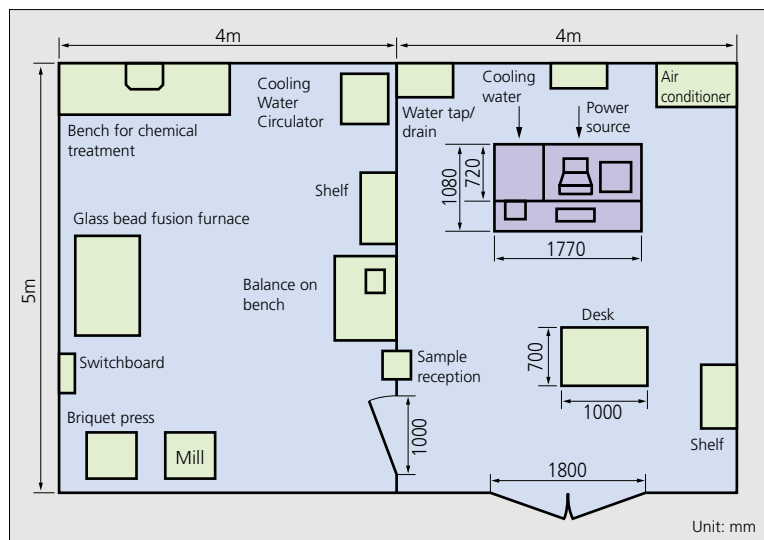 4m
4m
5m
Bench for chemical
treatment
Cooling
Water
Circulator
Water tap/
drain
Cooling
water
Power
source
Air
conditioner
1080
720
1770
Shelf
Glass bead fusion furnace
Balance on
bench
Desk
700
1000
Switchboard
Sample
reception
Shelf
Briquet press
Mill
1000
1800
Unit: mm